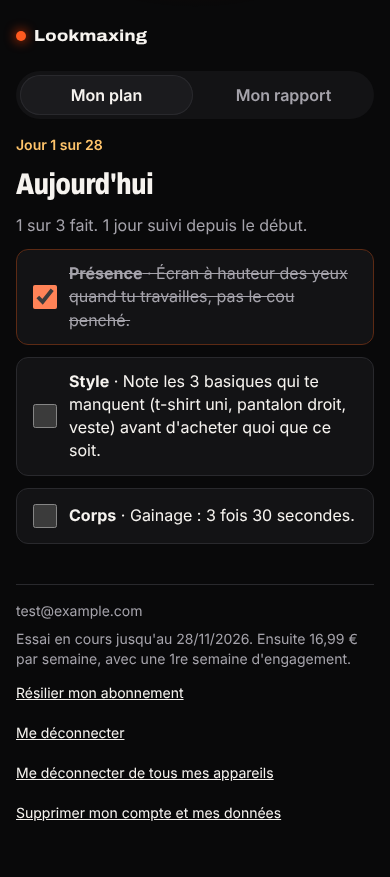 Lookmaxing
Mon plan
Mon rapport
Jour 1 sur 28
Aujourd'hui
1 sur 3 fait. 1 jour suivi depuis le début.
Présence · Écran à hauteur des yeux
quand tu travailles, pas le cou
penché.
Style · Note les 3 basiques qui te
manquent (t-shirt uni, pantalon droit,
veste) avant d'acheter quoi que ce
soit.
Corps · Gainage : 3 fois 30 secondes.
test@example.com
Essai en cours jusqu'au 28/11/2026. Ensuite 16,99 €
par semaine, avec une 1re semaine d'engagement.
Résilier mon abonnement
Me déconnecter
Me déconnecter de tous mes appareils
Supprimer mon compte et mes données